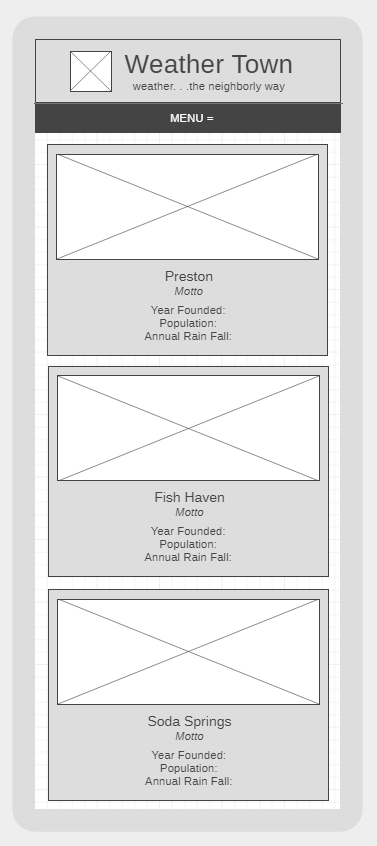 Weather Town
weather. . .the neighborly way
MENU =
Preston
Motto
Year Founded:
Population:
Annual Rain Fall:
Fish Haven
Motto
Year Founded:
Population:
Annual Rain Fall:
Soda Springs
Motto
Year Founded:
Population:
Annual Rain Fall: